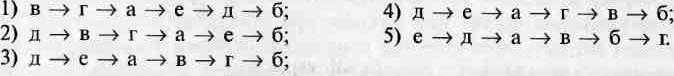 1) в → г → а → е → д → б;
2) д → в → г → а → е → б;
3) д → е → а → в → г → б;
4) д → е → а → г → в → б;
5) е → д → а → в → б → г.